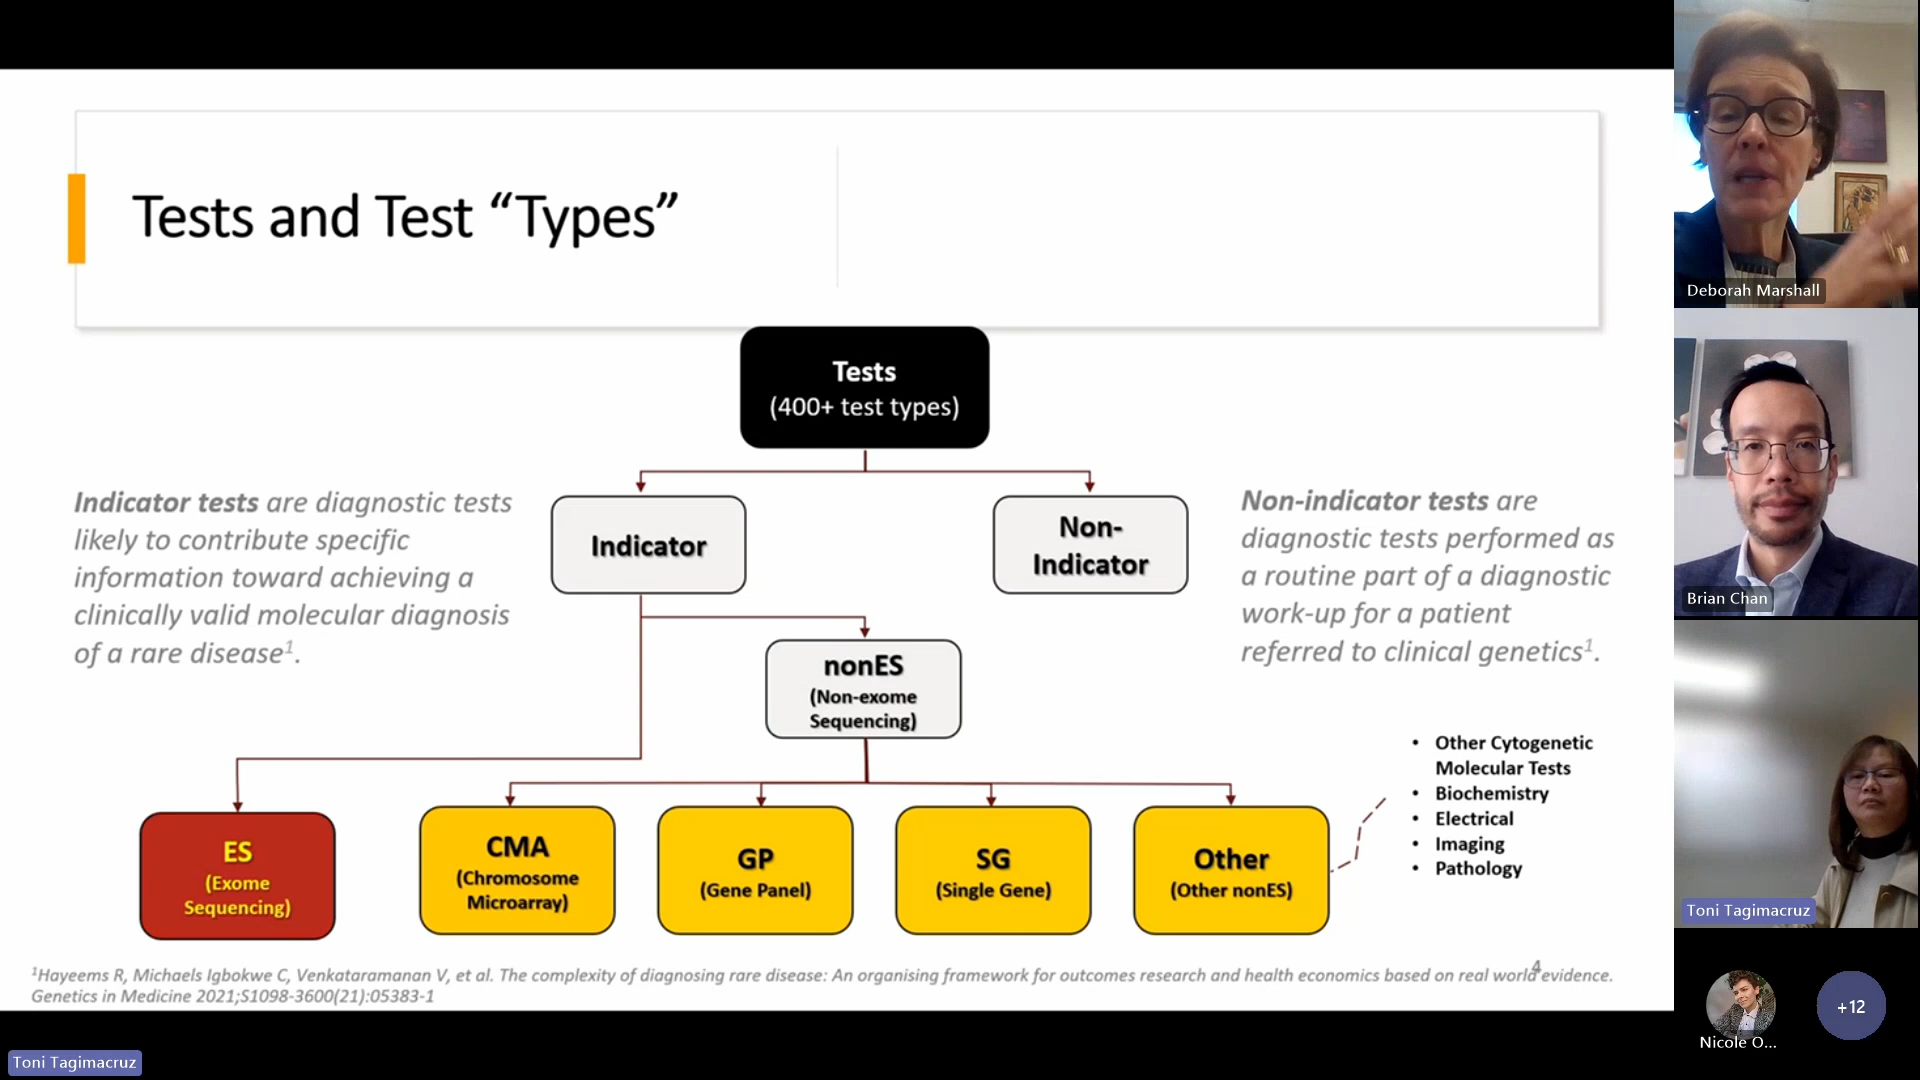 Tests and Test “Types”
Tests
(400+ test types)
Indicator tests are diagnostic tests
likely to contribute specific
information toward achieving a
clinically valid molecular diagnosis
of a rare disease¹.
Indicator
Non-
Indicator
Non-indicator tests are
diagnostic tests performed as
a routine part of a diagnostic
work-up for a patient
referred to clinical genetics¹.
nonES
(Non-exome
Sequencing)
ES
(Exome
Sequencing)
CMA
(Chromosome
Microarray)
GP
(Gene Panel)
SG
(Single Gene)
Other
(Other nonES)
• Other Cytogenetic
Molecular Tests
• Biochemistry
• Electrical
• Imaging
• Pathology
¹Hayeems R, Michaels Igbokwe C, Venkataramanan V, et al. The complexity of diagnosing rare disease: An organising framework for outcomes research and health economics based on real world evidence.
Genetics in Medicine 2021;S1098-3600(21):05383-1
4
Toni Tagimacruz
Deborah Marshall
Brian Chan
Toni Tagimacruz
Nicole O...
+12